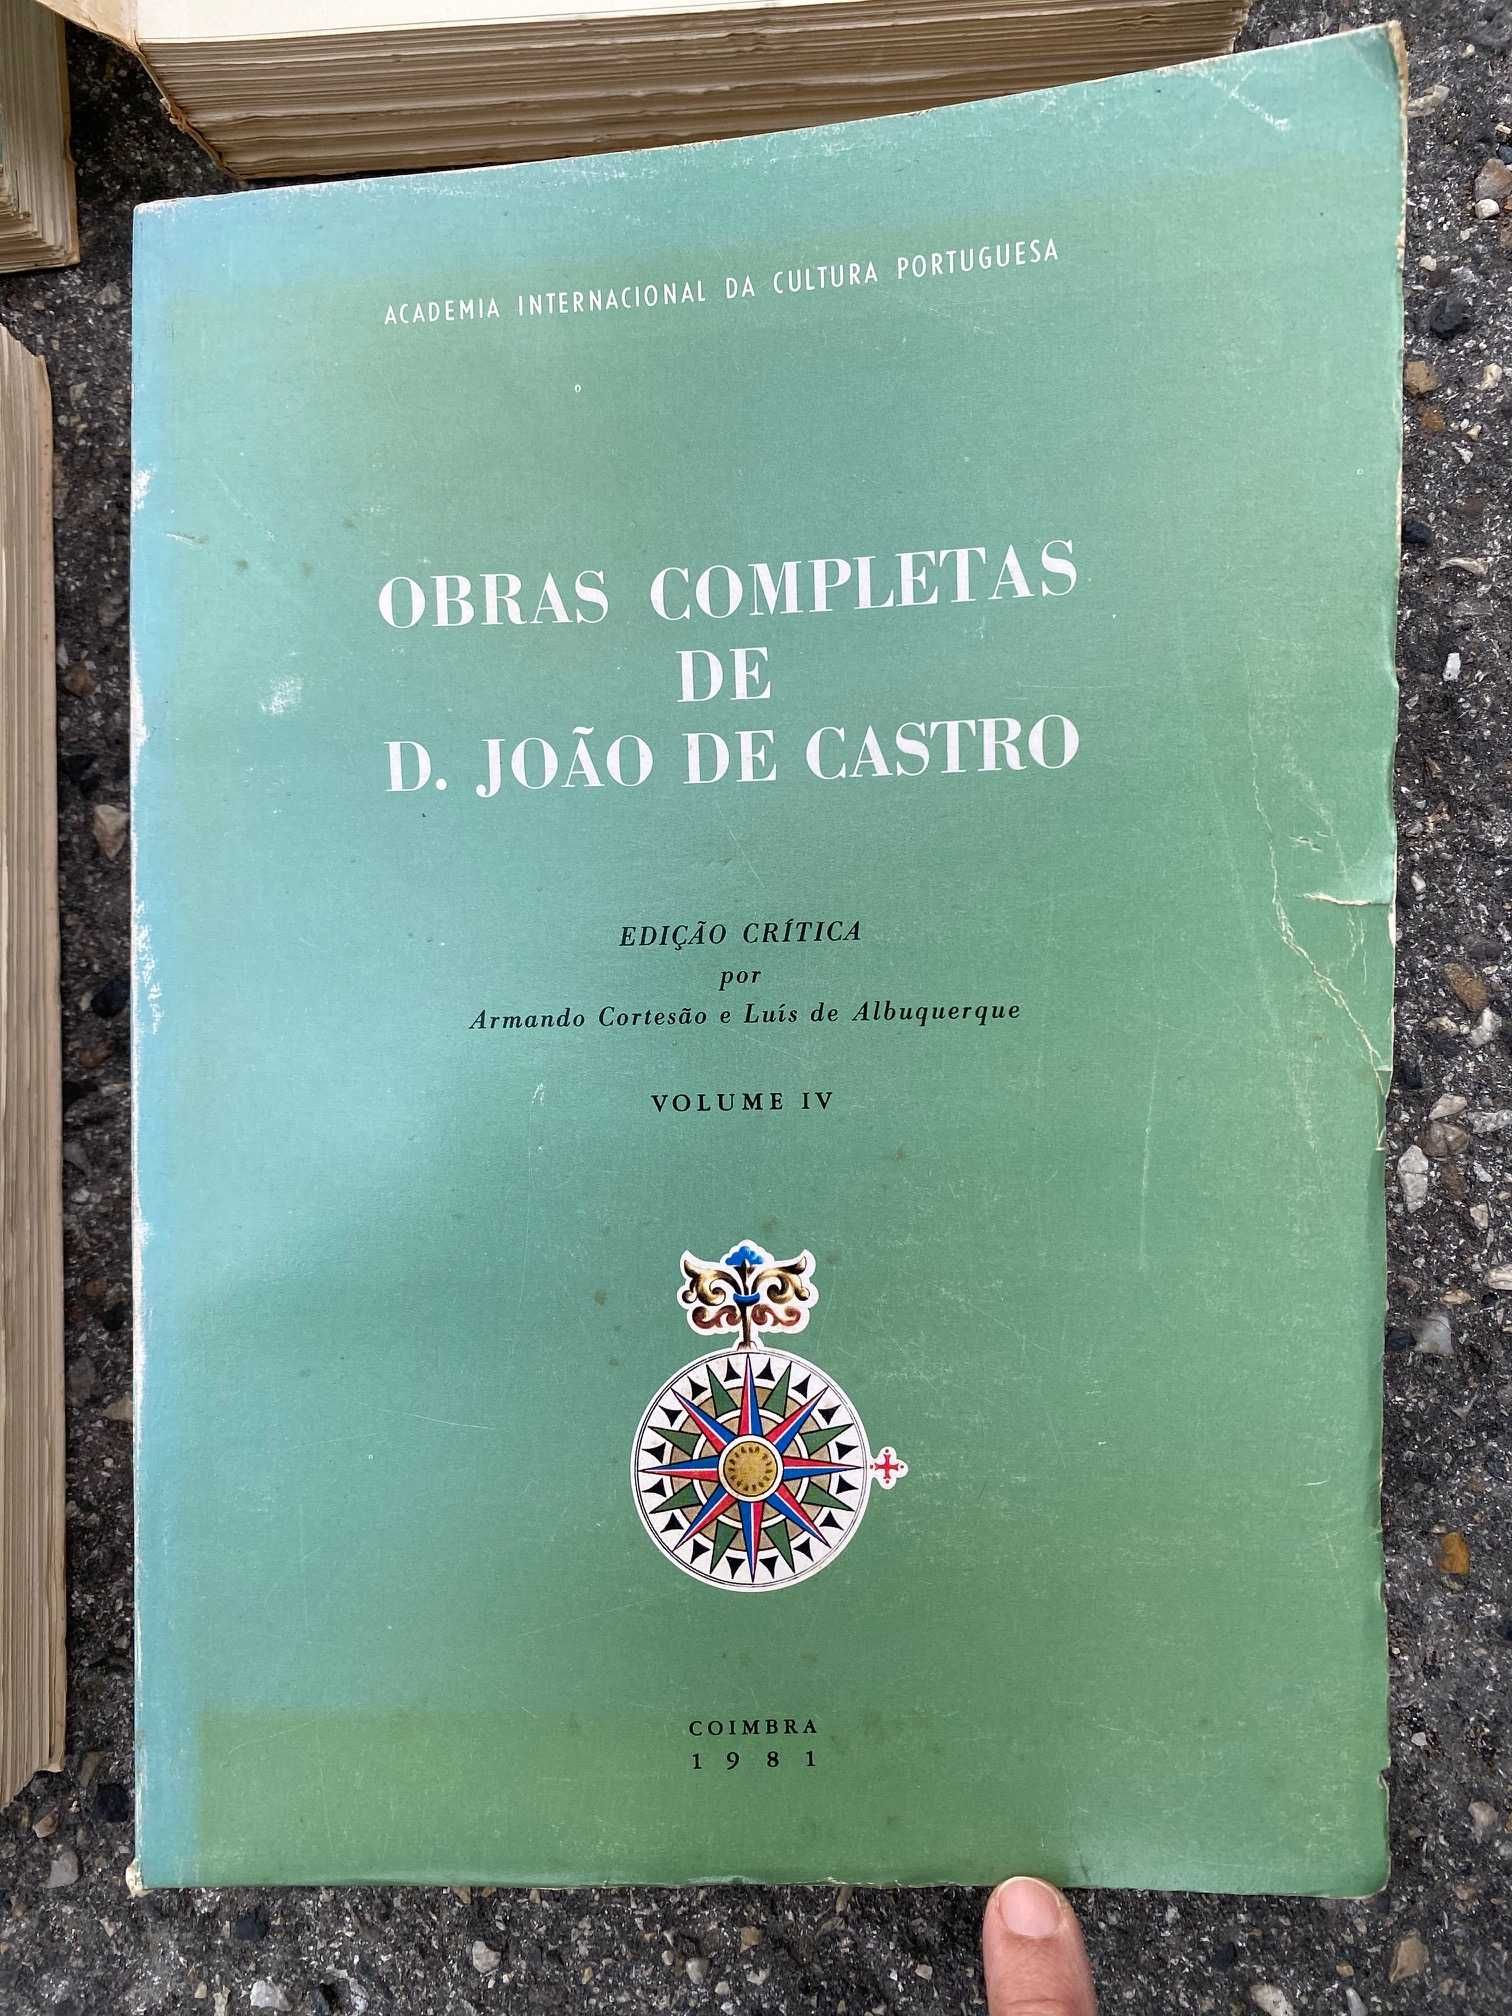 ACADEMIA INTERNACIONAL DA CULTURA PORTUGUESA
OBRAS COMPLETAS
DE
D. JOÃO DE CASTRO
EDIÇÃO CRÍTICA
por
Armando Cortesão e Luís de Albuquerque
VOLUME IV
COIMBRA
1981